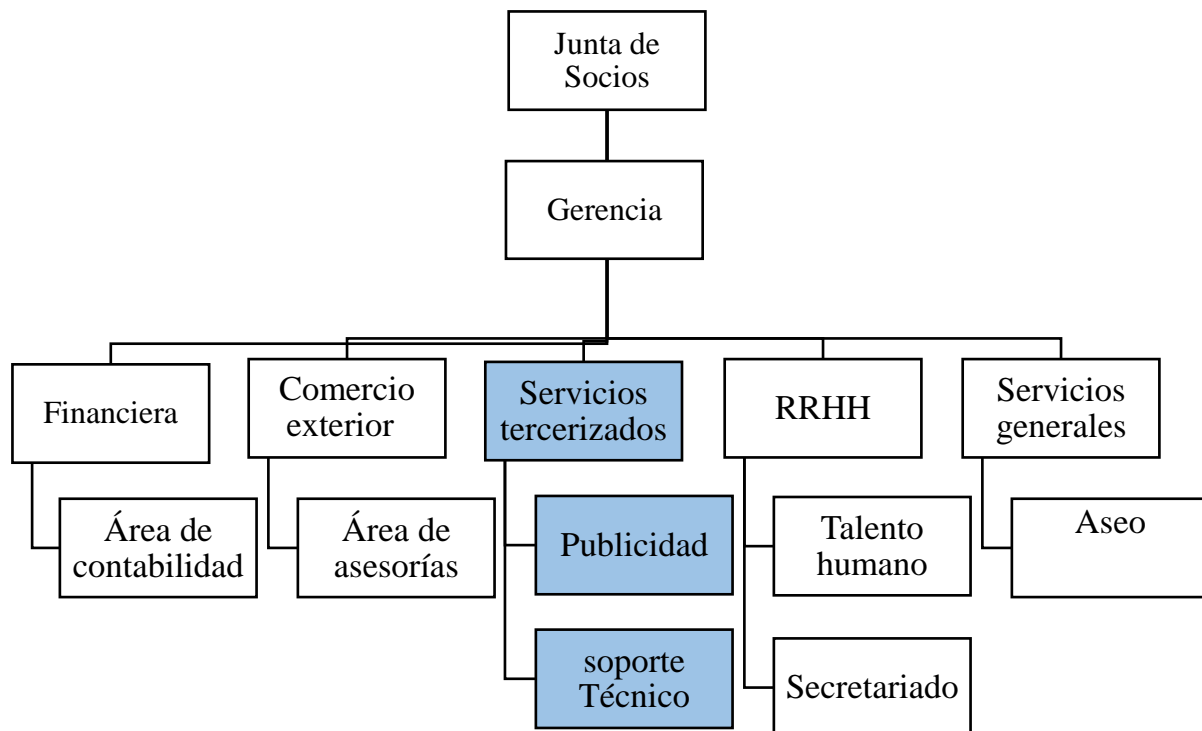 Junta de
Socios
Gerencia
Financiera
Comercio
exterior
Servicios
tercerizados
RRHH
Servicios
generales
Área de
contabilidad
Área de
asesorías
Publicidad
Talento
humano
Aseo
soporte
Técnico
Secretariado